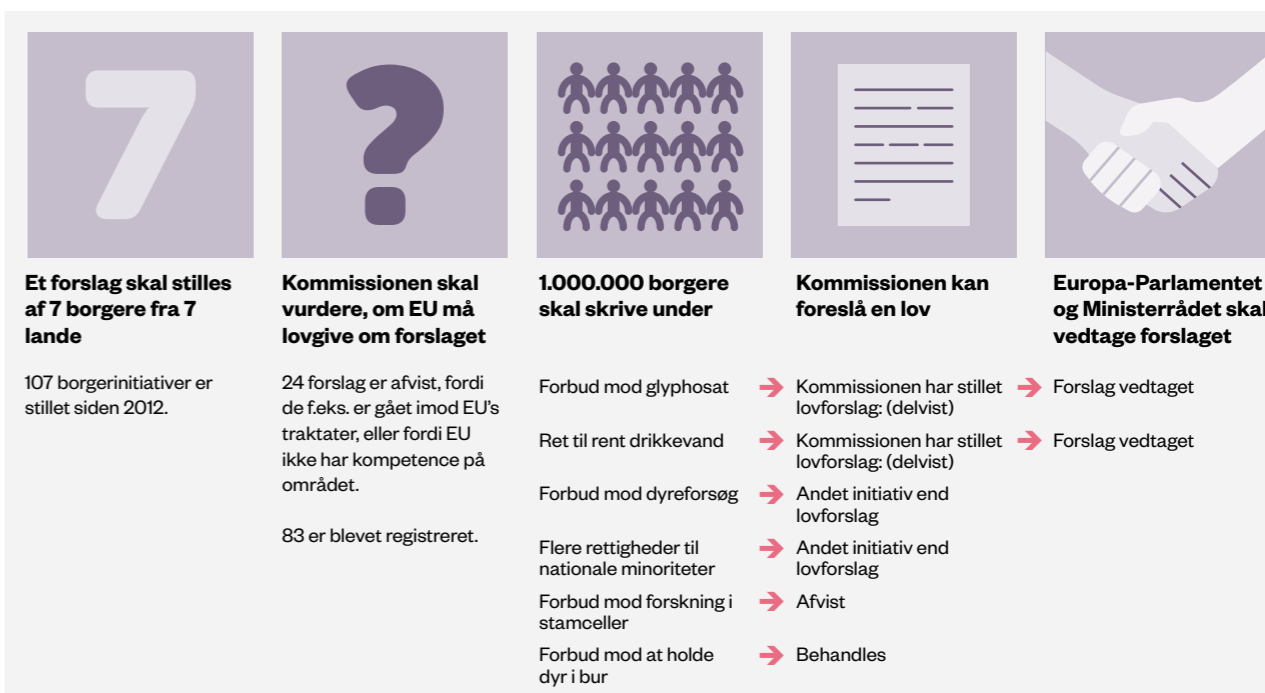 7
?
Et forslag skal stilles
af 7 borgere fra 7
lande
107 borgerinitiativer er
stillet siden 2012.
Kommissionen skal
vurdere, om EU må
lovgive om forslaget
24 forslag er afvist, fordi
de f.eks. er gået imod EU's
traktater, eller fordi EU
ikke har kompetence på
området.
83 er blevet registreret.
1.000.000 borgere
skal skrive under
Kommissionen kan
foreslå en lov
Europa-Parlamentet
og Ministerrådet skal
vedtage forslaget
Forbud mod glyphosat
Kommissionen har stillet
lovforslag: (delvist)
Forslag vedtaget
Ret til rent drikkevand
Kommissionen har stillet
lovforslag: (delvist)
Forslag vedtaget
Forbud mod dyreforsøg
Andet initiativ end
lovforslag
Flere rettigheder til
nationale minoriteter
Andet initiativ end
lovforslag
Forbud mod forskning i
stamceller
Afvist
Forbud mod at holde
dyr i bur
Behandles